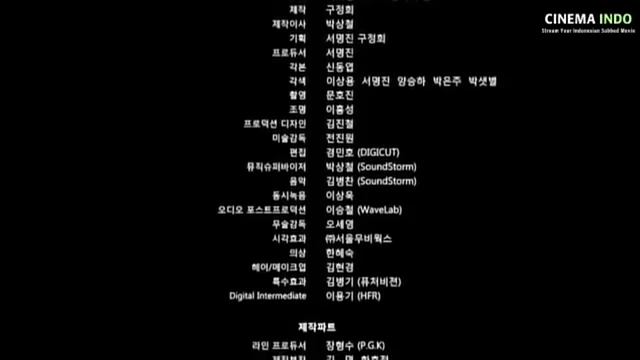 CINEMA INDO
Stream Your Indonesian Subbed Movie
제작 구정회
제작이사 박상철
기획 서명진 구정회
프로듀서 서명진
각본 신동엽
각색 이상용 서명진 양승하 박은주 박샛별
촬영 문호진
조명 이흥성
프로덕션 디자인 김진철
미술감독 전진원
편집 경민호 (DIGICUT)
뮤직슈퍼바이저 박상철 (SoundStorm)
음악 김병찬 (SoundStorm)
동시녹음 이상욱
오디오 포스트프로덕션 이승철 (WaveLab)
무술감독 오세영
시각효과 ㈜서울무비웍스
의상 한혜숙
헤어/메이크업 김현경
특수효과 김병기 (퓨처비젼)
Digital Intermediate 이용기 (HFR)
제작파트
라인 프로듀서 장형수 (P.G.K)